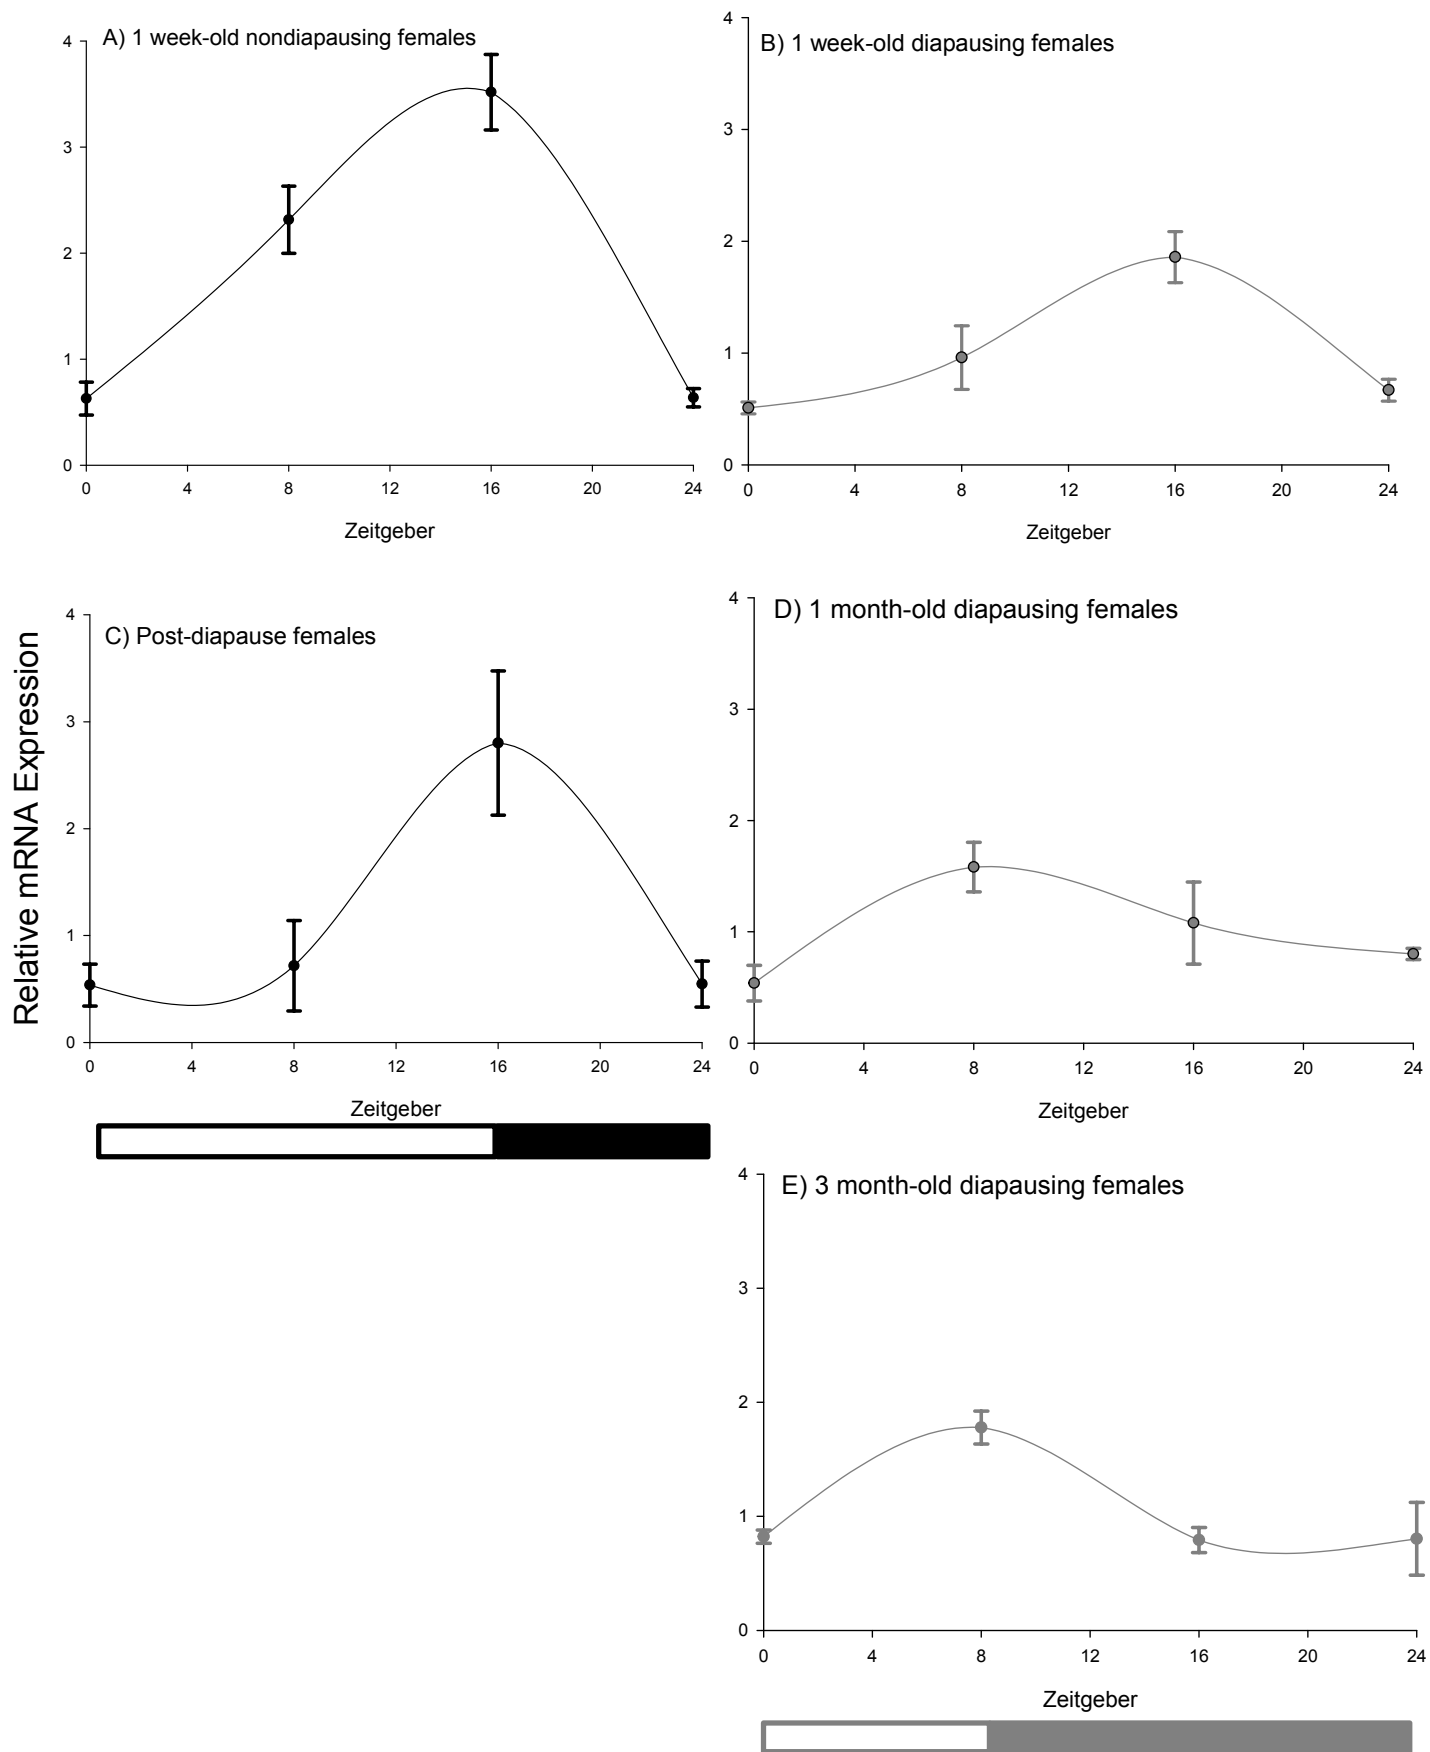 A) 1 week-old nondiapausing females
4
3
2
1
0
0 4 8 12 16 20 24
Zeitgeber
B) 1 week-old diapausing females
4
3
2
1
0
0 4 8 12 16 20 24
Zeitgeber
Relative mRNA Expression
C) Post-diapause females
4
3
2
1
0
0 4 8 12 16 20 24
Zeitgeber
D) 1 month-old diapausing females
4
3
2
1
0
0 4 8 12 16 20 24
Zeitgeber
E) 3 month-old diapausing females
4
3
2
1
0
0 4 8 12 16 20 24
Zeitgeber